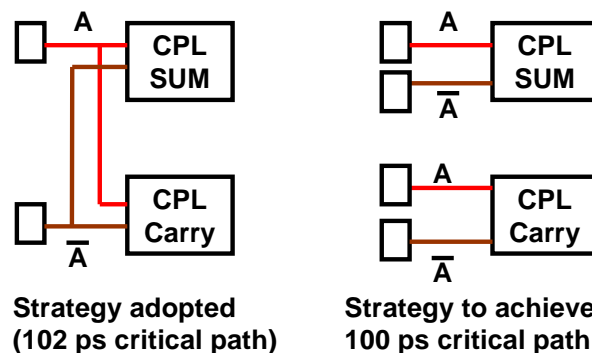 A
CPL
SUM
CPL
Carry
A
Strategy adopted
(102 ps critical path)
A
CPL
SUM
A
A
CPL
Carry
A
Strategy to achieve
100 ps critical path